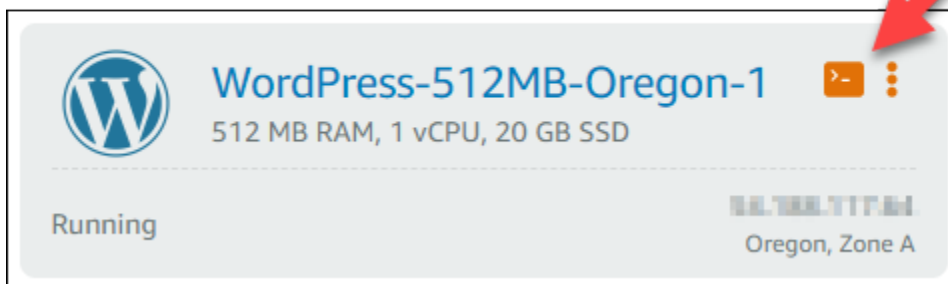 WordPress-512MB-Oregon-1
512 MB RAM, 1 vCPU, 20 GB SSD
Running
Oregon, Zone A